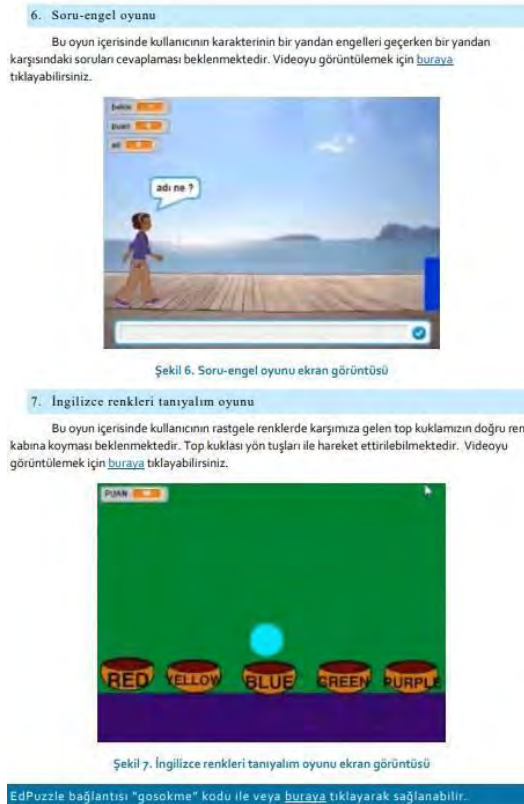 6. Soru-engel oyunu
Bu oyun içerisinde kullanıcının karakterinin bir yandan engelleri geçerken bir yandan
karşısındaki soruları cevaplaması beklenmektedir. Videoyu görüntülemek için buraya
tıklayabilirsiniz.
puan
adı ne ?
Şekil 6. Soru-engel oyunu ekran görüntüsü
7. İngilizce renkleri tanıyalım oyunu
Bu oyun içerisinde kullanıcının rastgele renklerde karşımıza gelen top kuklamızın doğru ren
kabına koyması beklenmektedir. Top kuklası yön tuşları ile hareket ettirilebilmektedir. Videoyu
görüntülemek için buraya tıklayabilirsiniz.
PUAN
RED YELLOW BLUE GREEN PURPLE
Şekil 7. İngilizce renkleri tanıyalım oyunu ekran görüntüsü
EdPuzzle bağlantısı "gosokme" kodu ile veya buraya tıklayarak sağlanabilir.